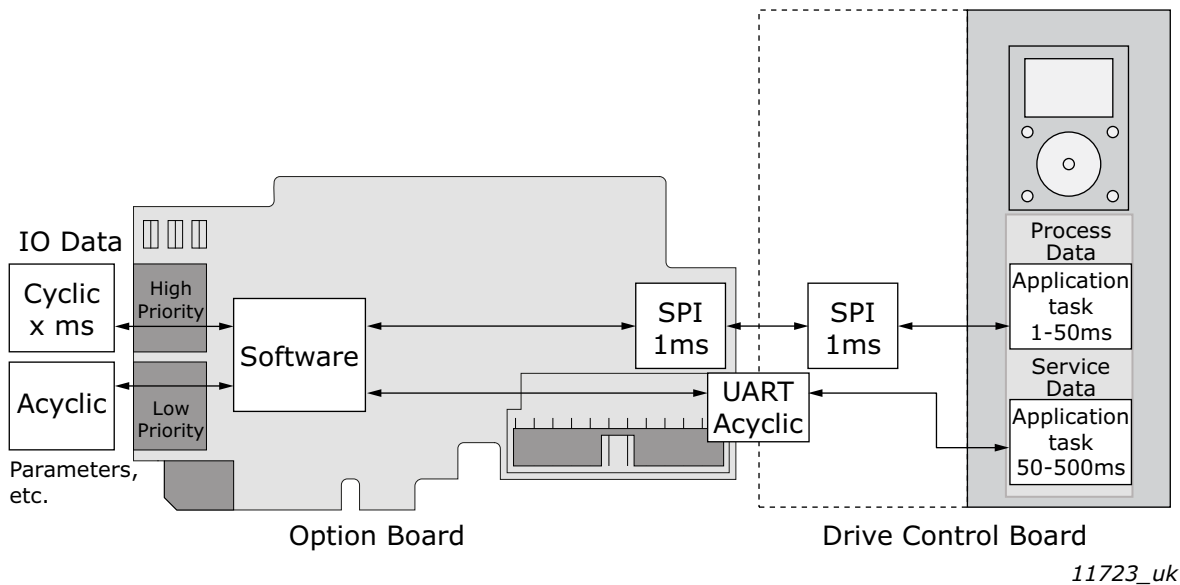 IO Data
Cyclic
x ms
High
Priority
Software
SPI
1ms
SPI
1ms
Process
Data
Application
task
1-50ms
Acyclic
Low
Priority
UART
Acyclic
Service
Data
Application
task
50-500ms
Parameters,
etc.
Option Board
Drive Control Board
11723_uk